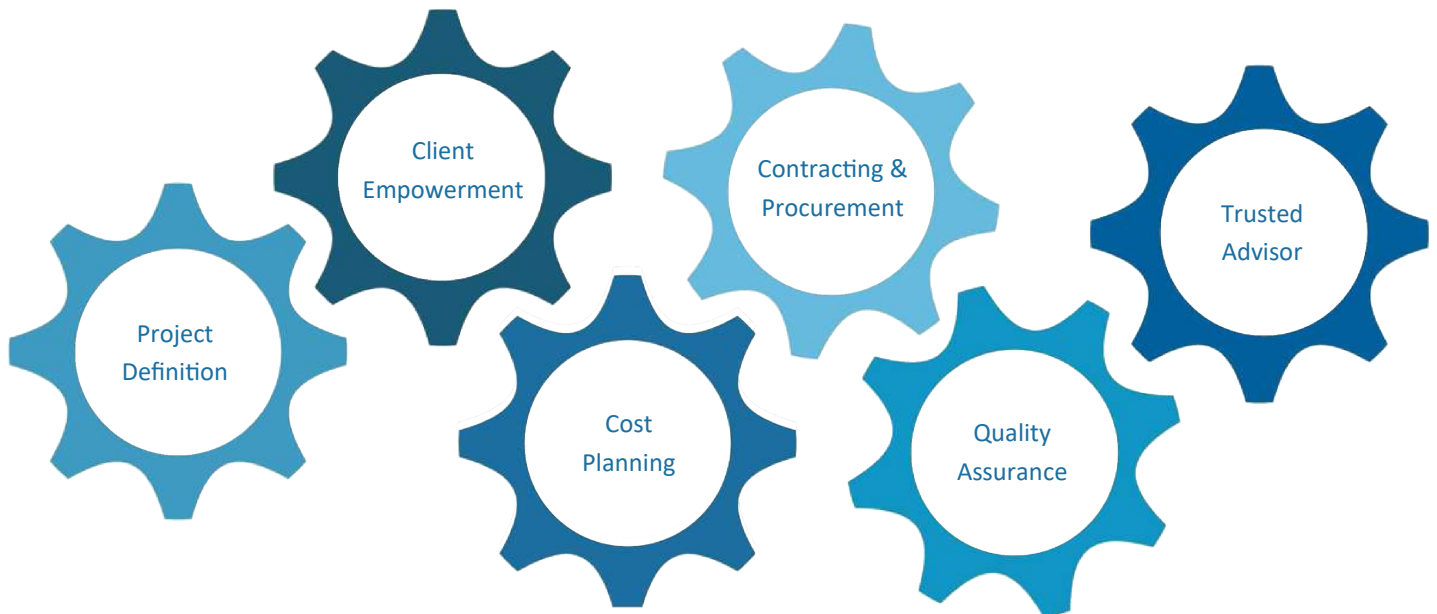 Project
Definition
Client
Empowerment
Cost
Planning
Contracting &
Procurement
Quality
Assurance
Trusted
Advisor